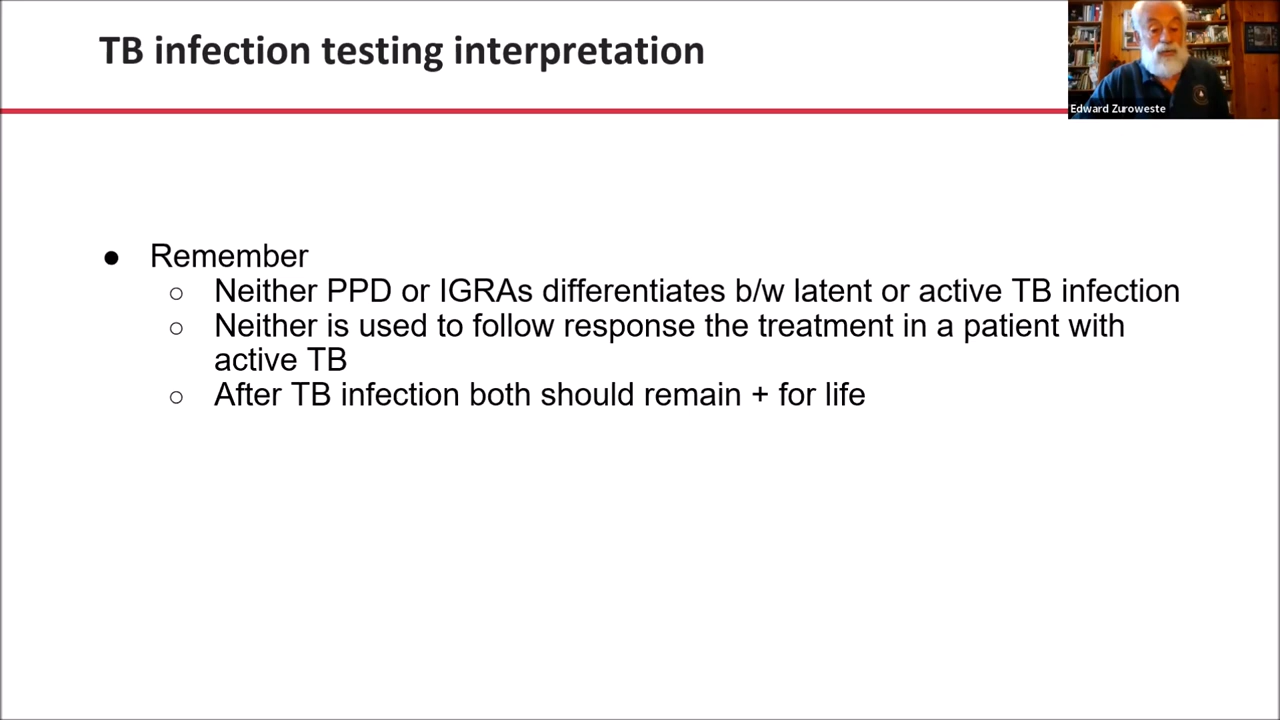 TB infection testing interpretation
Edward Zuroweste
● Remember
○ Neither PPD or IGRAs differentiates b/w latent or active TB infection
○ Neither is used to follow response the treatment in a patient with
active TB
○ After TB infection both should remain + for life